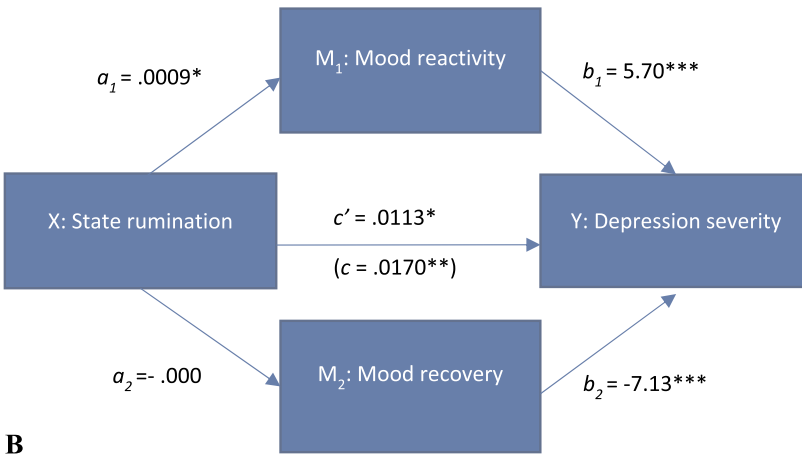 M₁: Mood reactivity
a₁ = .0009*
b₁ = 5.70***
X: State rumination
c’ = .0113*
(c = .0170**)
Y: Depression severity
a₂ =- .000
M₂: Mood recovery
b₂ = -7.13***
B